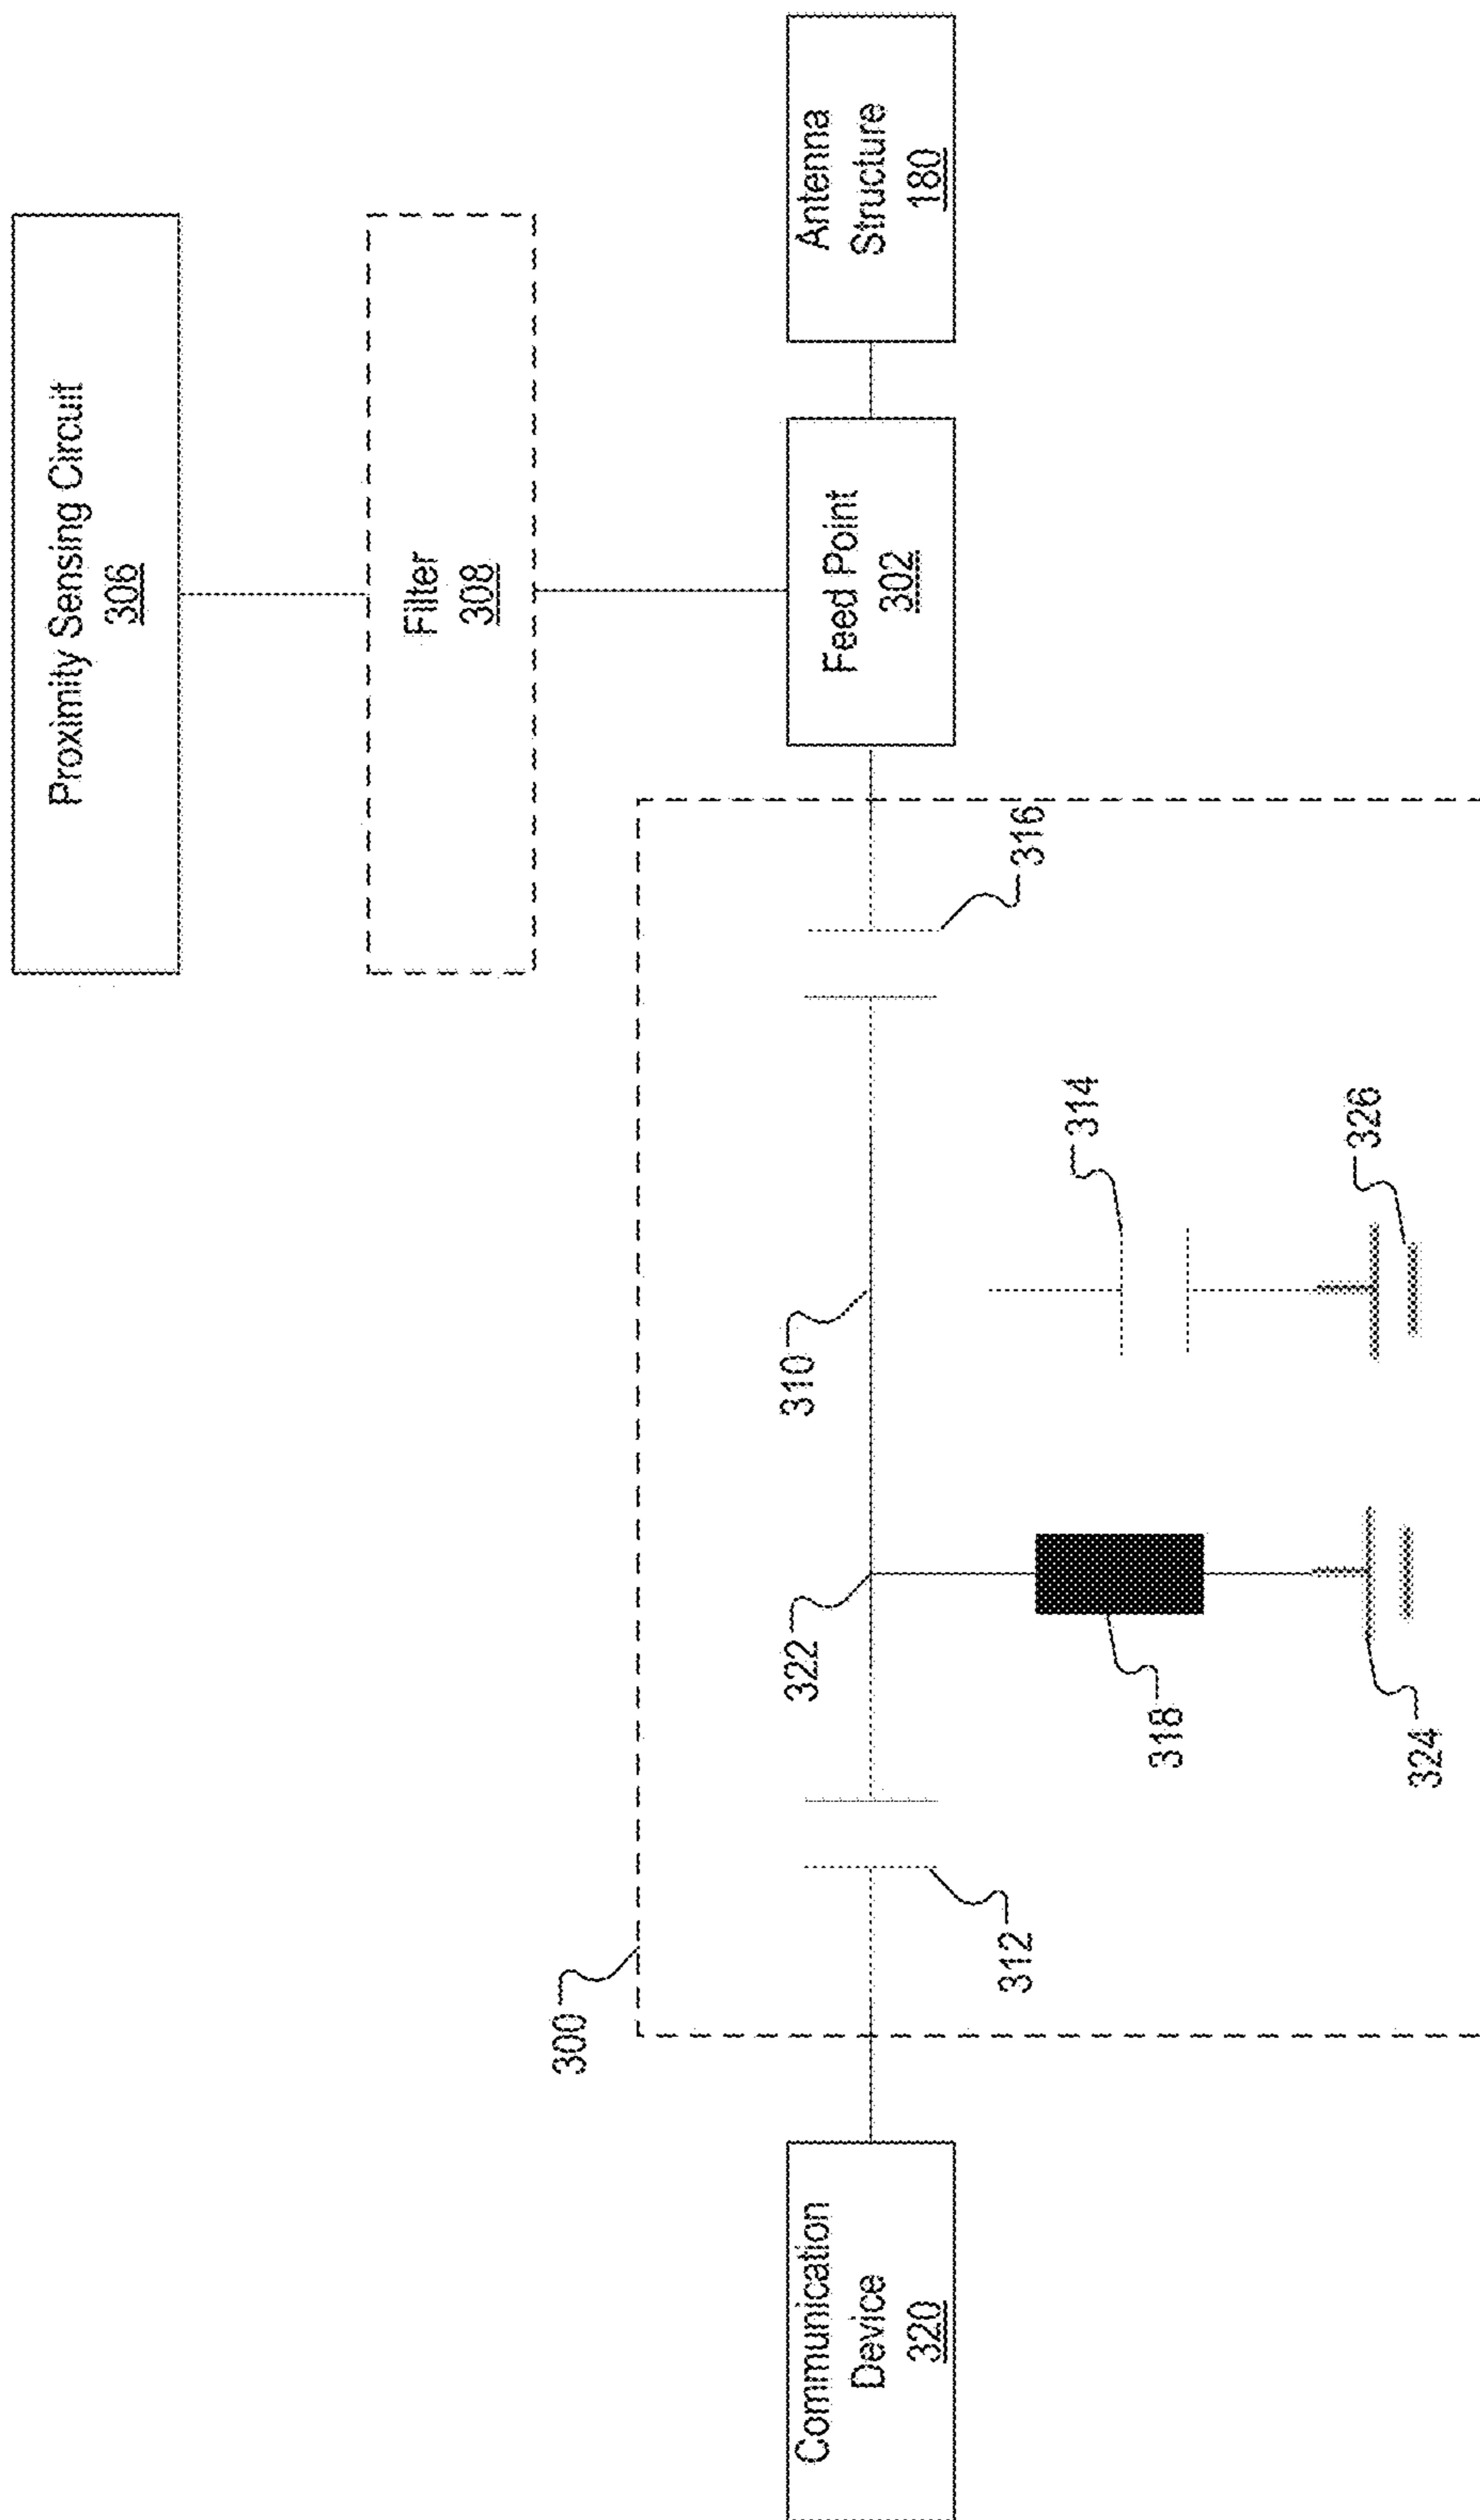 Proximity Sensing Circuit
306
Filter
308
Communication
Device
320
Feed Point
302
Antenna
Structure
180
300
322
310
312
316
318
314
324
326